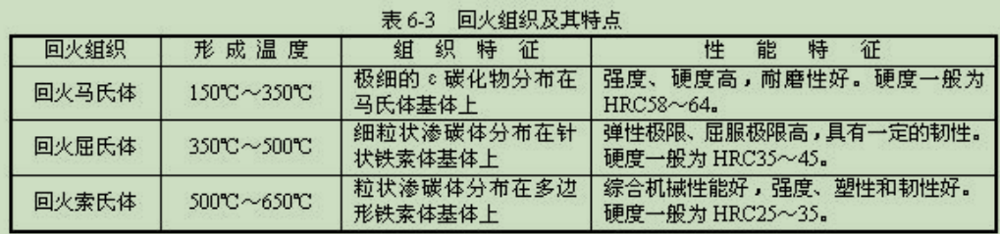 表 6-3 回火组织及其特点
回火组织 形成温度 组织特征 性能特征
回火马氏体 150℃～350℃ 极细的ε碳化物分布在马氏体基体上 强度、硬度高，耐磨性好。硬度一般为HRC58～64。
回火屈氏体 350℃～500℃ 细粒状渗碳体分布在针状铁素体基体上 弹性极限、屈服极限高，具有一定的韧性。硬度一般为 HRC35～45。
回火索氏体 500℃～650℃ 粒状渗碳体分布在多边形铁素体基体上 综合机械性能好，强度、塑性和韧性好。硬度一般为 HRC25～35。